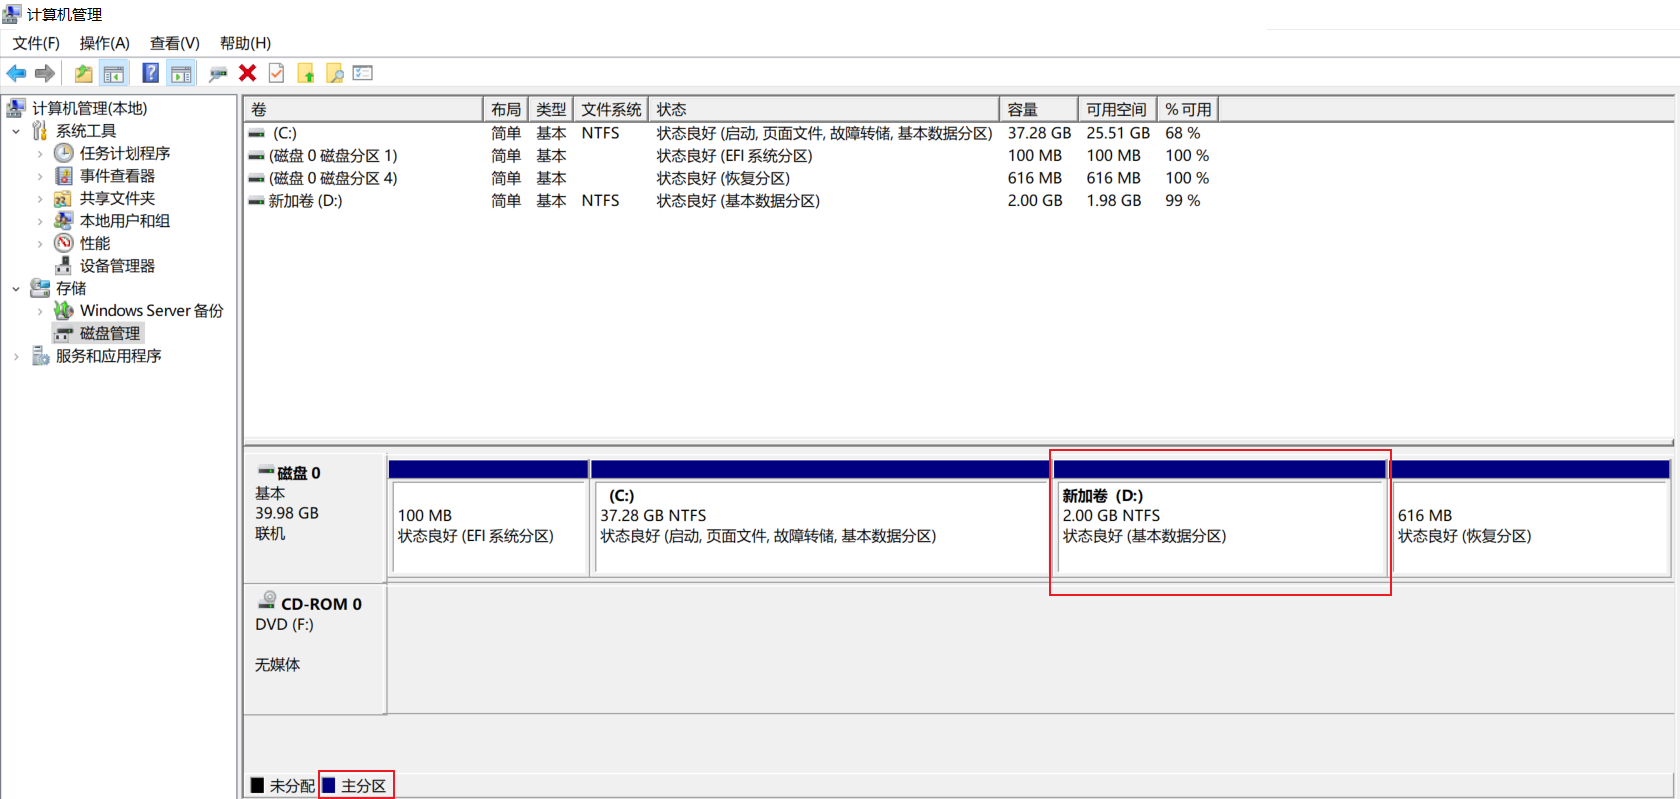 计算机管理
文件(F) 操作(A) 查看(V) 帮助(H)
计算机管理(本地)
系统工具
任务计划程序
事件查看器
共享文件夹
本地用户和组
性能
设备管理器
存储
Windows Server 备份
磁盘管理
服务和应用程序
卷 布局 类型 文件系统 状态 容量 可用空间 % 可用
(C:) 简单 基本 NTFS 状态良好 (启动, 页面文件, 故障转储, 基本数据分区) 37.28 GB 25.51 GB 68 %
(磁盘 0 磁盘分区 1) 简单 基本 状态良好 (EFI 系统分区) 100 MB 100 MB 100 %
(磁盘 0 磁盘分区 4) 简单 基本 状态良好 (恢复分区) 616 MB 616 MB 100 %
新加卷 (D:) 简单 基本 NTFS 状态良好 (基本数据分区) 2.00 GB 1.98 GB 99 %
磁盘 0
基本
39.98 GB
联机
100 MB
状态良好 (EFI 系统分区)
(C:)
37.28 GB NTFS
状态良好 (启动, 页面文件, 故障转储, 基本数据分区)
新加卷 (D:)
2.00 GB NTFS
状态良好 (基本数据分区)
616 MB
状态良好 (恢复分区)
CD-ROM 0
DVD (F:)
无媒体
未分配 主分区